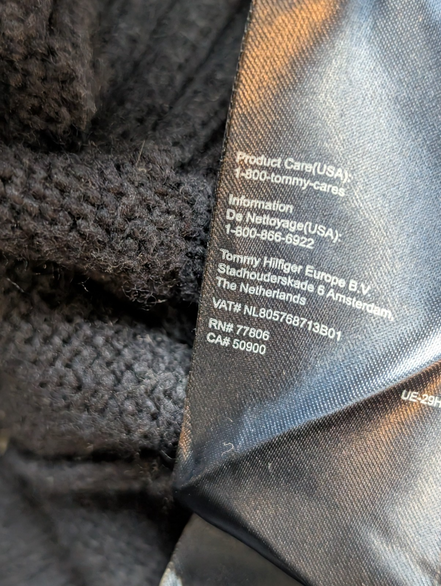 Product Care(USA):
1-800-tommy-cares
Information
De Nettoyage(USA):
1-800-866-6922
Tommy Hilfiger Europe B.V.
Stadhouderskade 6 Amsterdam,
The Netherlands
VAT# NL805768713B01
RN# 77806
CA# 50900